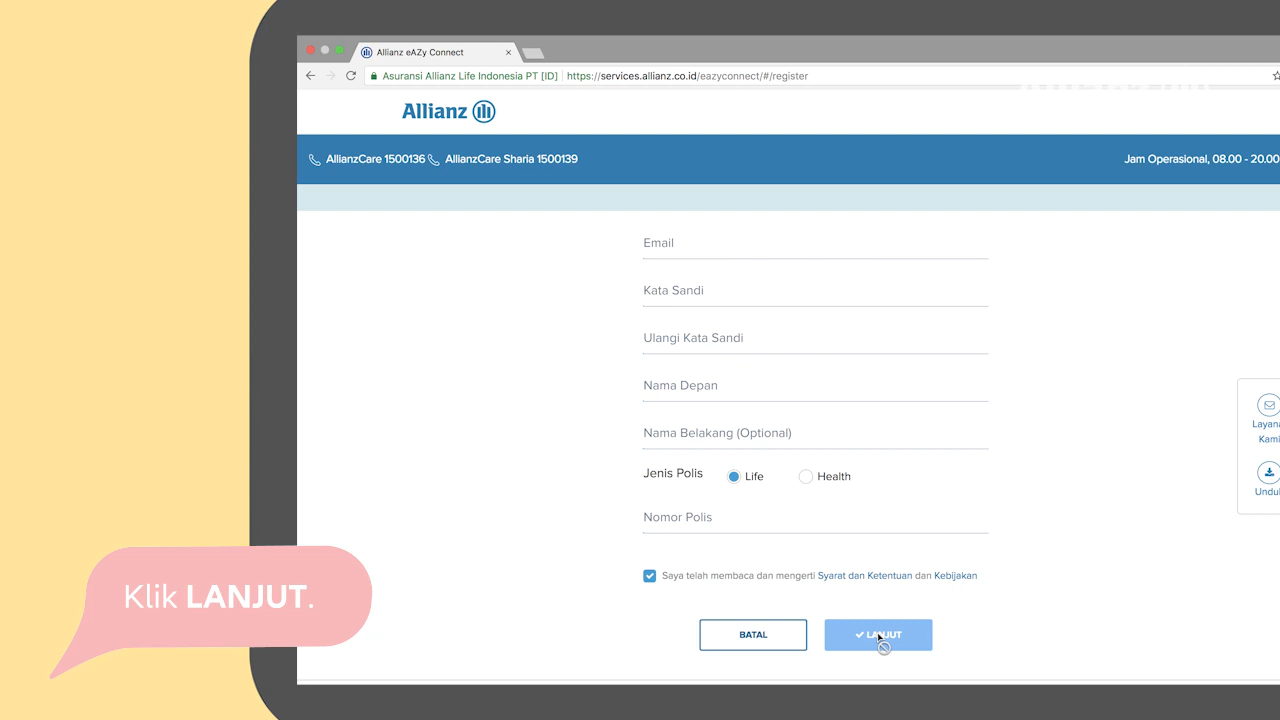 Allianz eAZy Connect
Asuransi Allianz Life Indonesia PT [ID] https://services.allianz.co.id/eazyconnect/#/register
Allianz
AllianzCare 1500136 AllianzCare Sharia 1500139 Jam Operasional, 08.00 - 20.00
Email
Kata Sandi
Ulangi Kata Sandi
Nama Depan
Nama Belakang (Optional)
Jenis Polis Life Health
Nomor Polis
Kami
Saya telah membaca dan mengerti Syarat dan Ketentuan dan Kebijakan
BATAL LANJUT
Klik LANJUT.